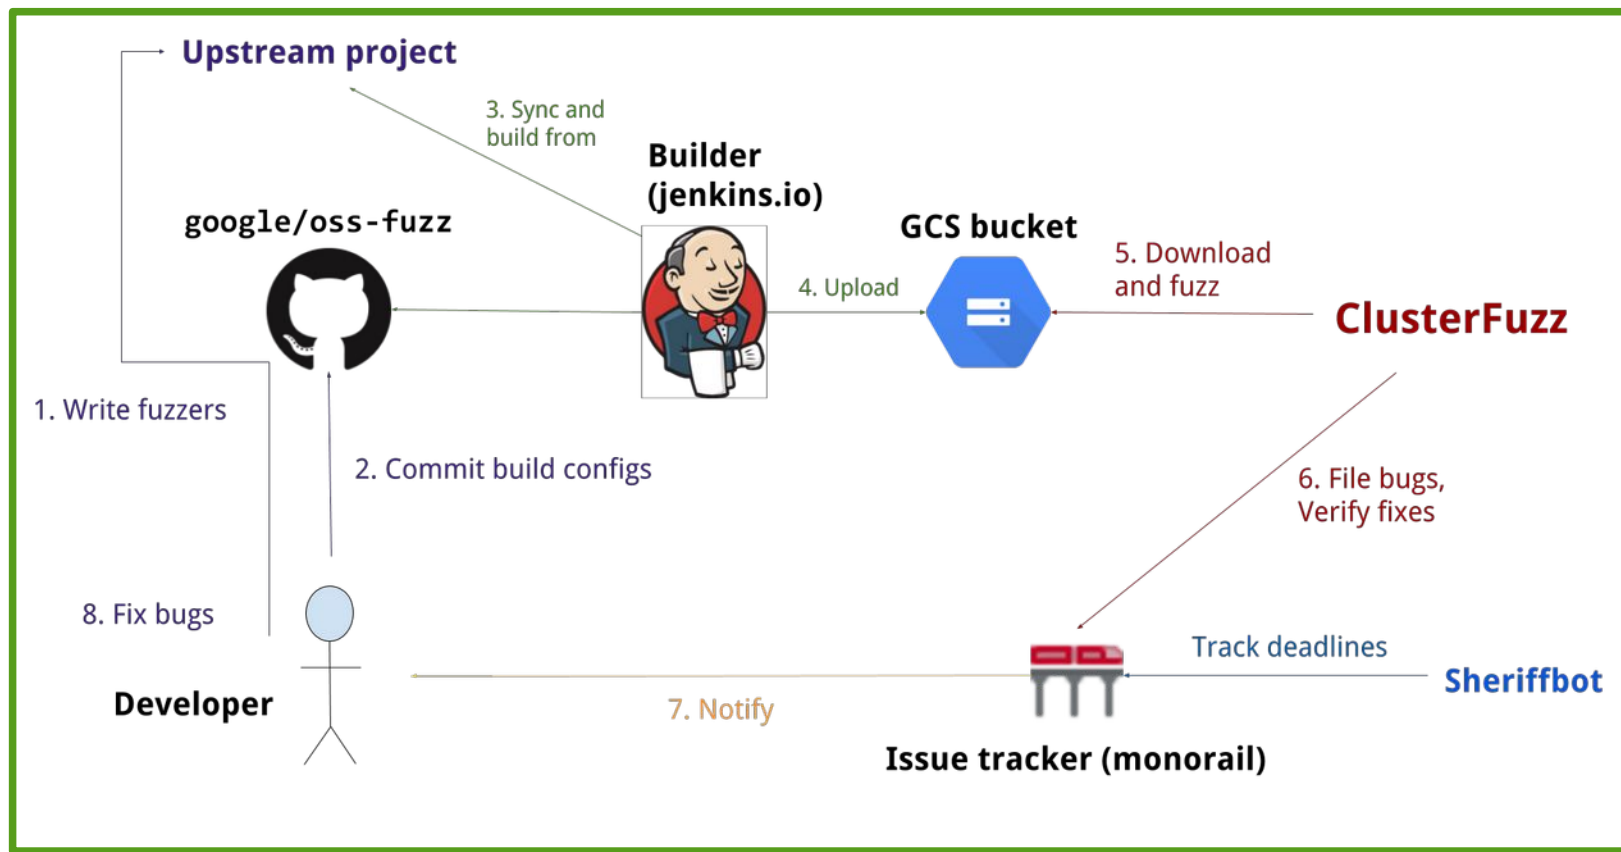 Upstream project
3. Sync and
build from
Builder
(jenkins.io)
google/oss-fuzz
GCS bucket
5. Download
and fuzz
4. Upload
ClusterFuzz
1. Write fuzzers
2. Commit build configs
6. File bugs,
Verify fixes
8. Fix bugs
Track deadlines
Sheriffbot
Developer
7. Notify
Issue tracker (monorail)